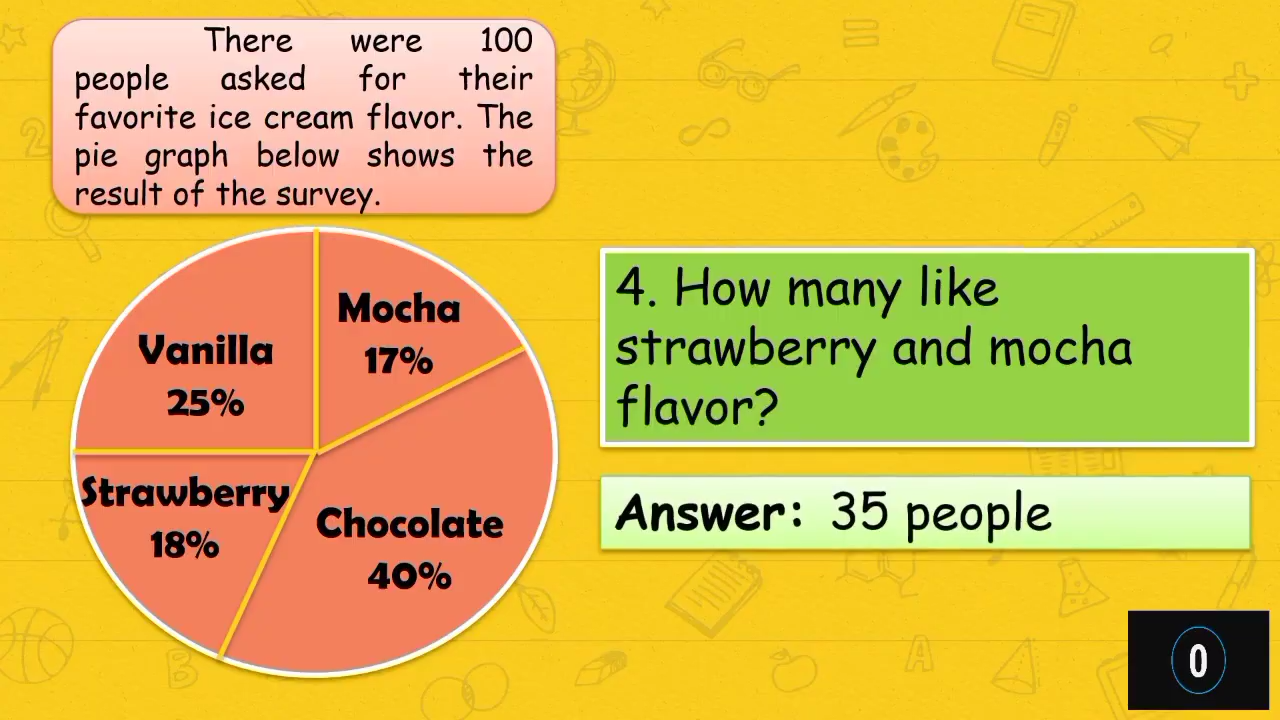 There were 100
people asked for their
favorite ice cream flavor. The
pie graph below shows the
result of the survey.
Mocha
17%
Vanilla
25%
Strawberry
18%
Chocolate
40%
4. How many like
strawberry and mocha
flavor?
Answer: 35 people
0